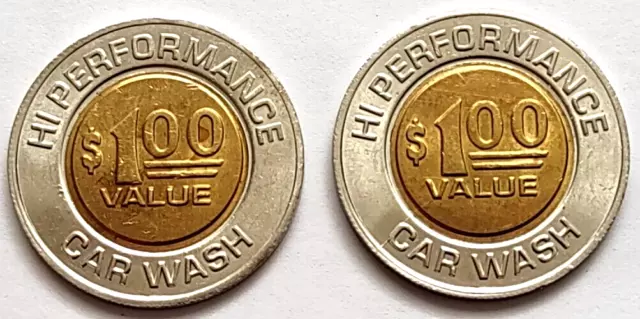 HI PERFORMANCE
$1.00
VALUE
CAR WASH
HI PERFORMANCE
$1.00
VALUE
CAR WASH